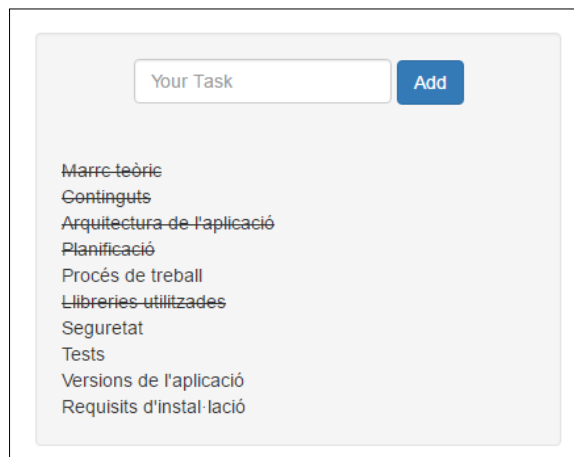 Your Task
Add
Marrc teòric
Continguts
Arquitectura de l'aplicació
Planificació
Procés de treball
Llibreries utilitzades
Seguretat
Tests
Versions de l'aplicació
Requisits d'instal·lació